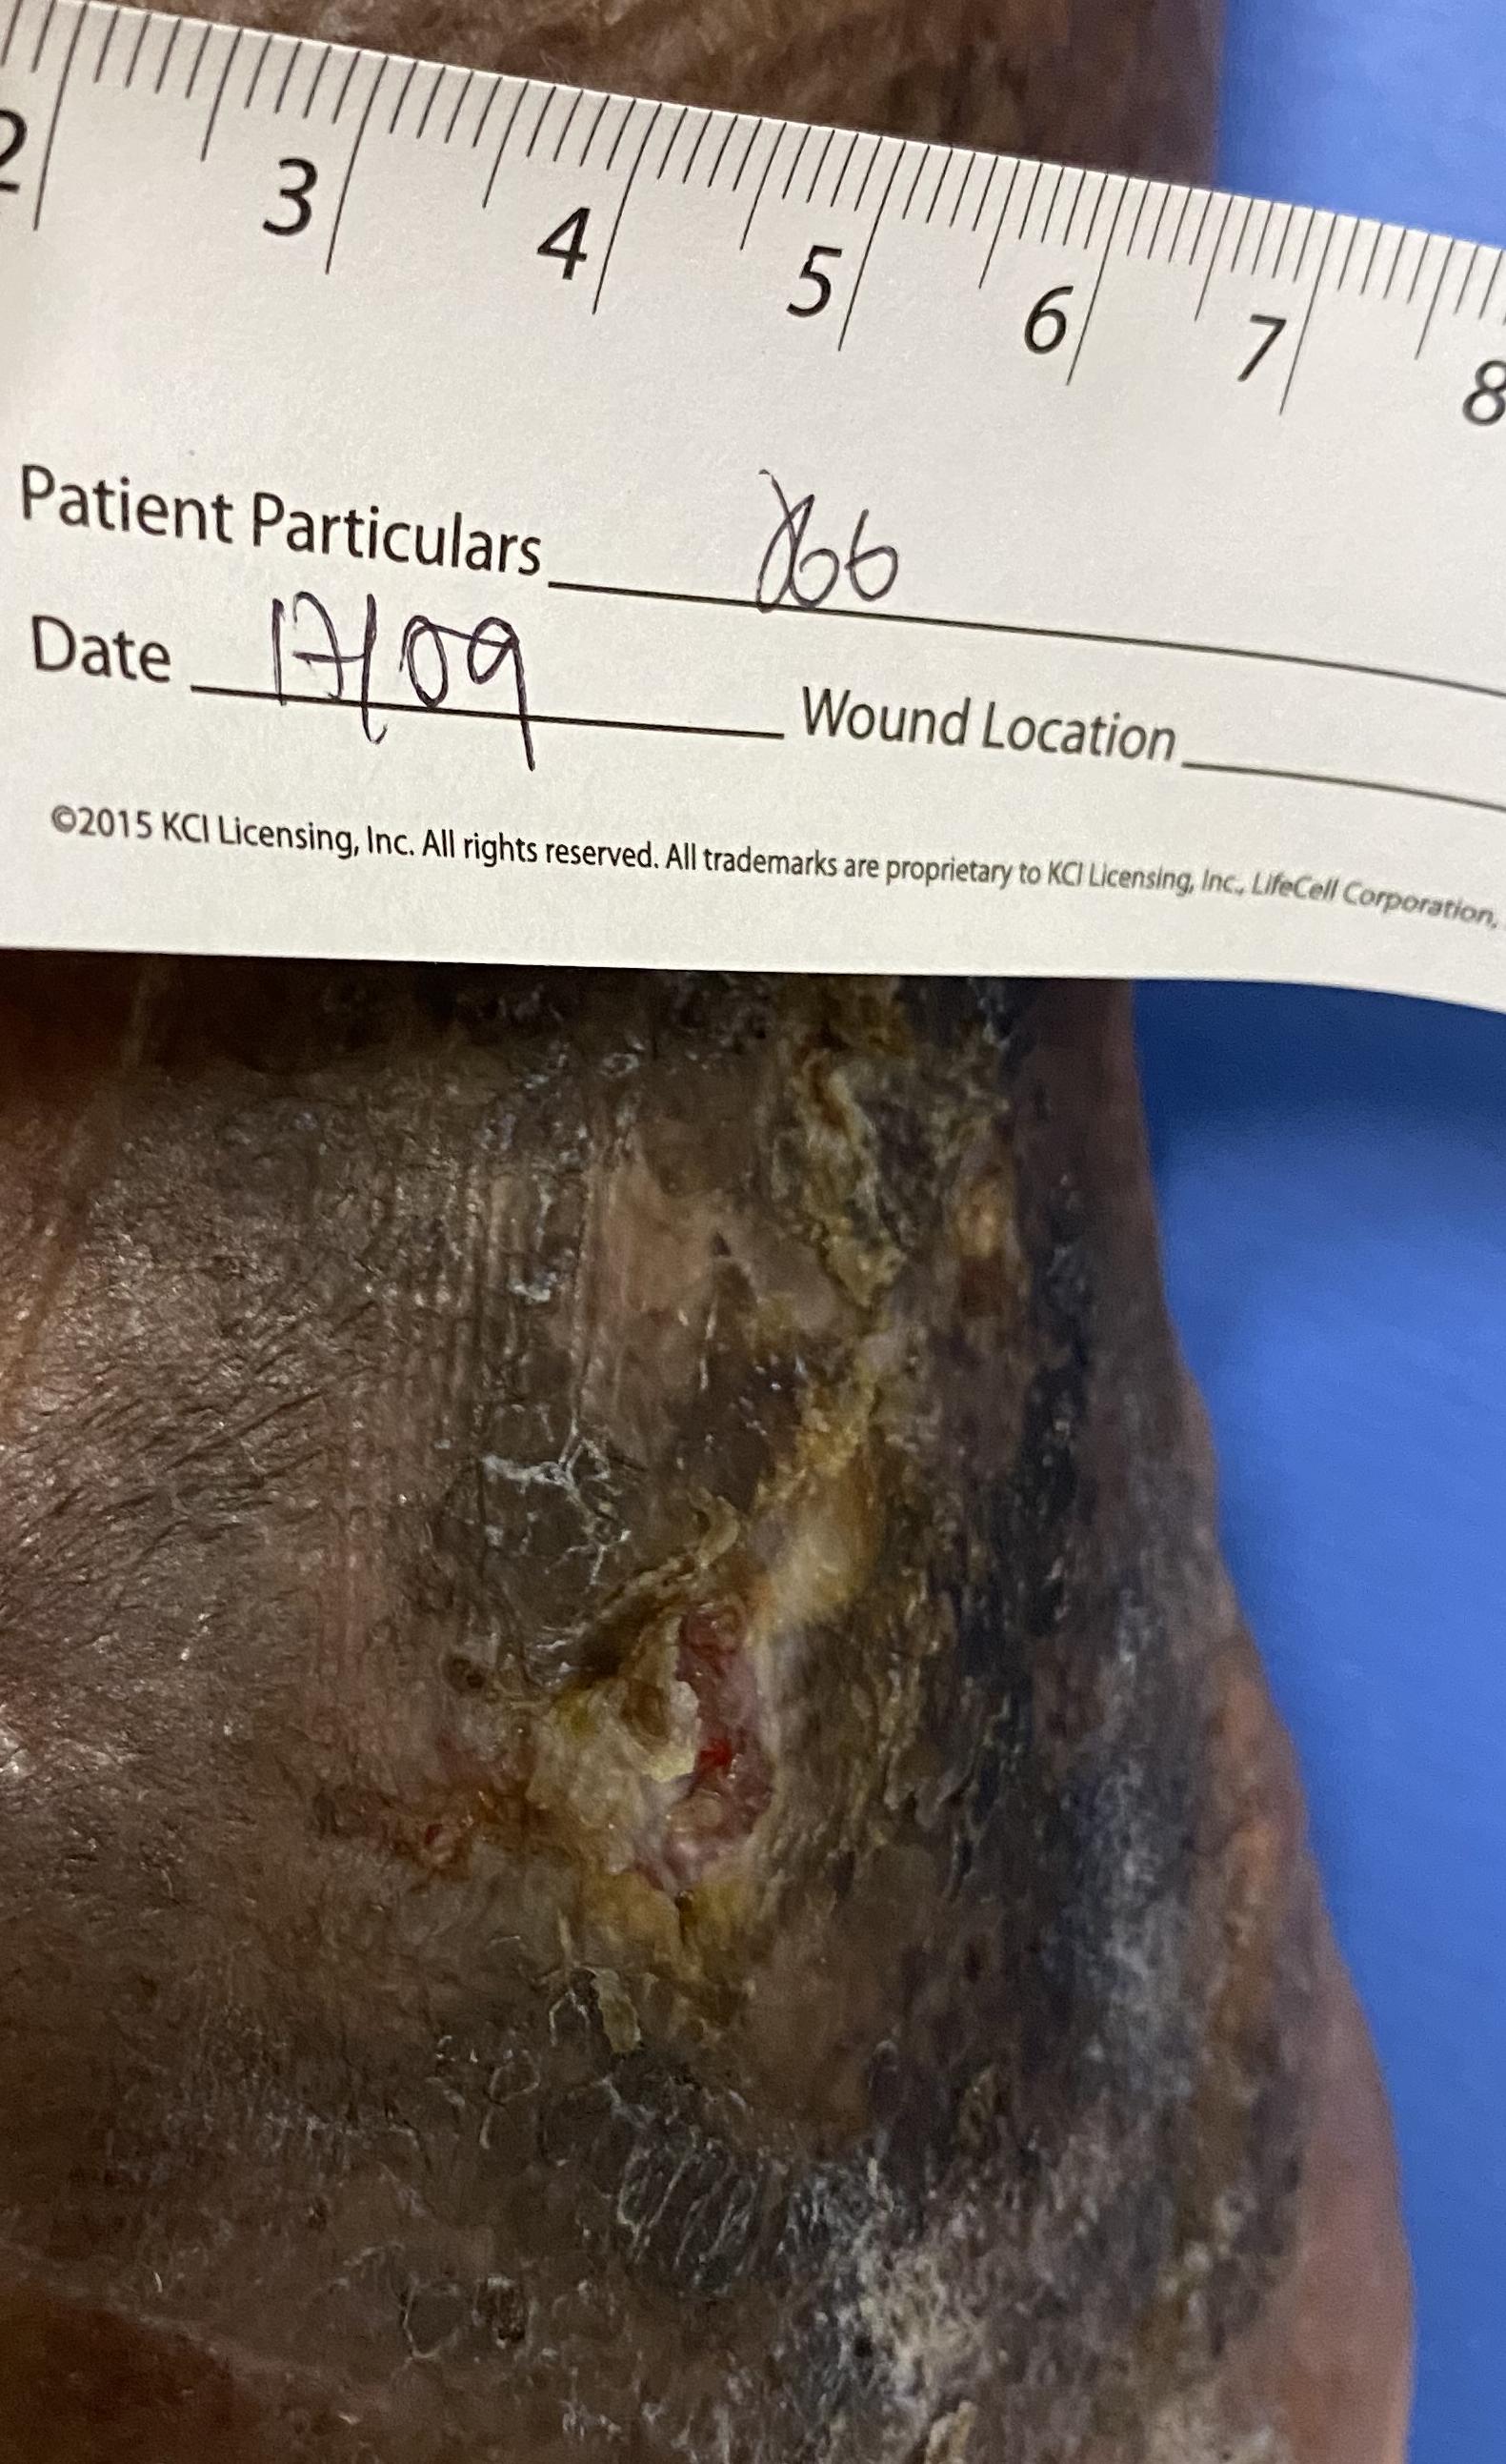 2 3 4 5 6 7 8
Patient Particulars
Date 17/09 Wound Location
©2015 KCI Licensing, Inc. All rights reserved. All trademarks are proprietary to KCI Licensing, Inc., LifeCell Corporation,